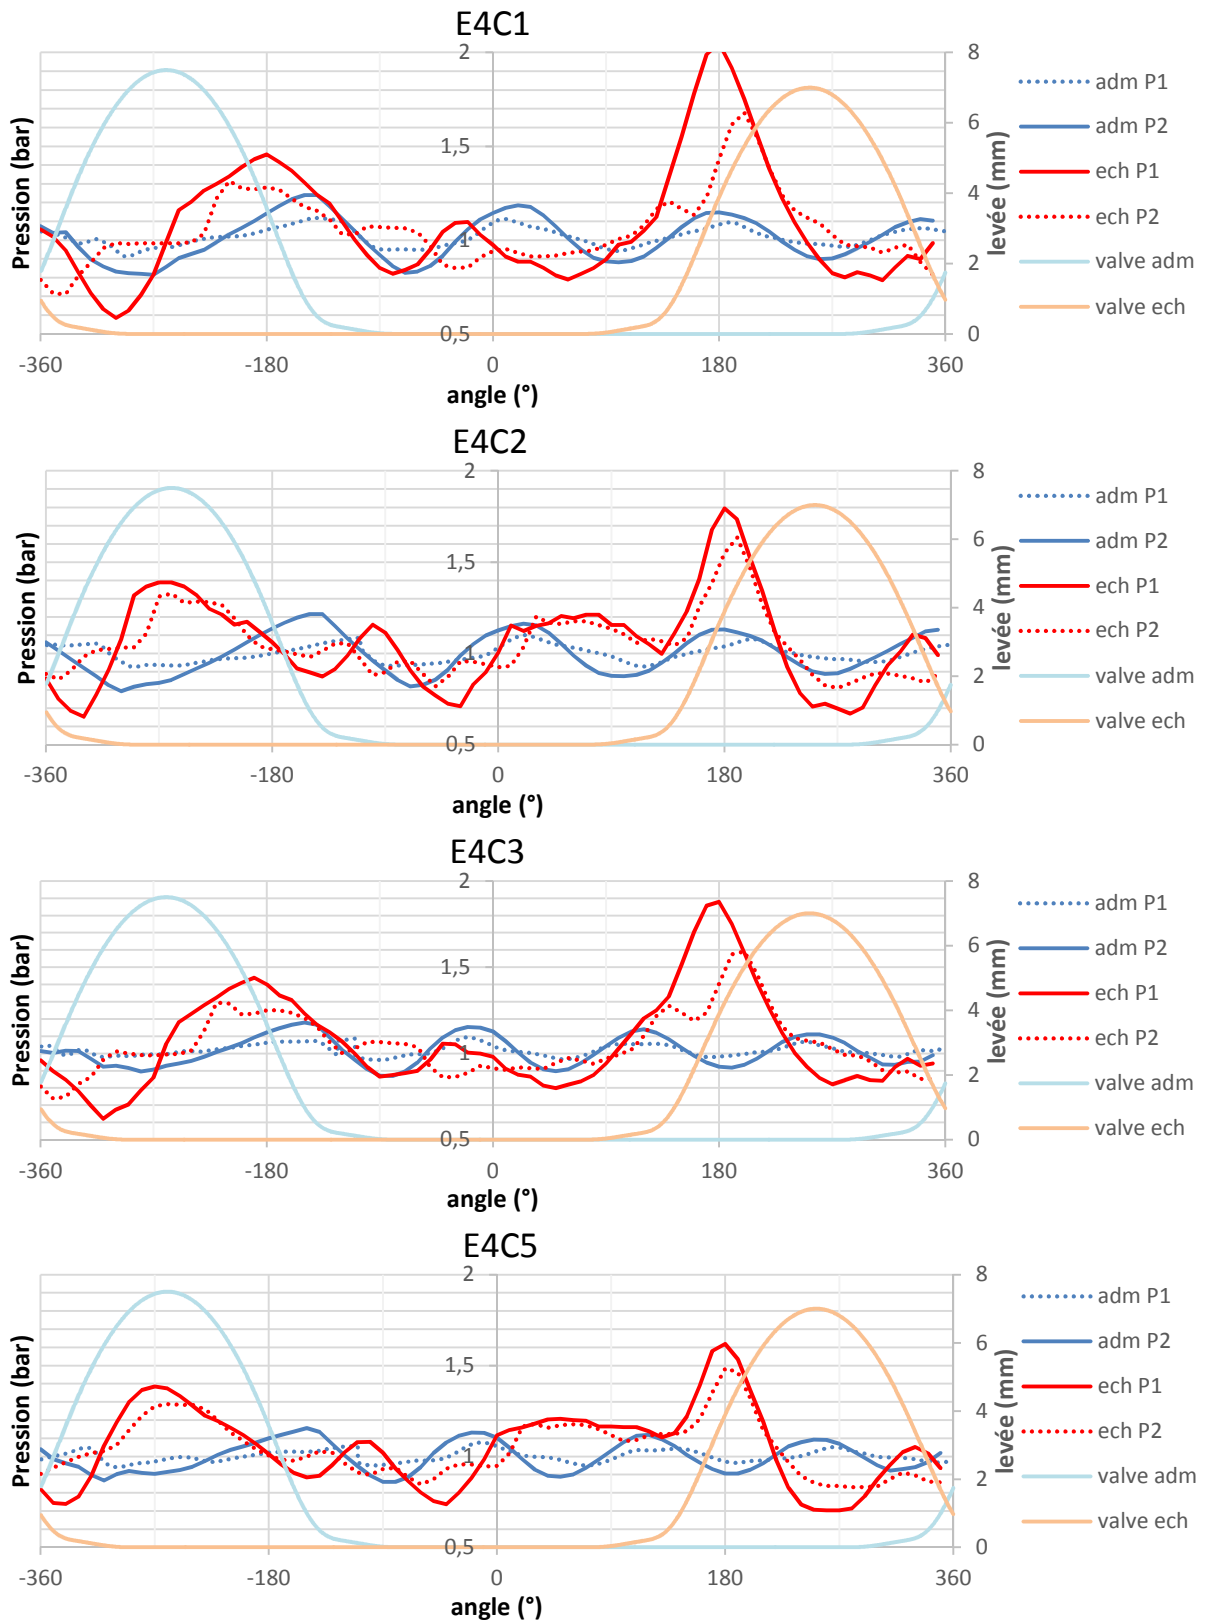 E4C1
Pression (bar)
2
1,5
1
0,5
8
6
4
2
0
levée (mm)
-360 -180 0 180 360
angle (°)
adm P1
adm P2
ech P1
ech P2
valve adm
valve ech
E4C2
Pression (bar)
2
1,5
1
0,5
8
6
4
2
0
levée (mm)
-360 -180 0 180 360
angle (°)
adm P1
adm P2
ech P1
ech P2
valve adm
valve ech
E4C3
Pression (bar)
2
1,5
1
0,5
8
6
4
2
0
levée (mm)
-360 -180 0 180 360
angle (°)
adm P1
adm P2
ech P1
ech P2
valve adm
valve ech
E4C5
Pression (bar)
2
1,5
1
0,5
8
6
4
2
0
levée (mm)
-360 -180 0 180 360
angle (°)
adm P1
adm P2
ech P1
ech P2
valve adm
valve ech